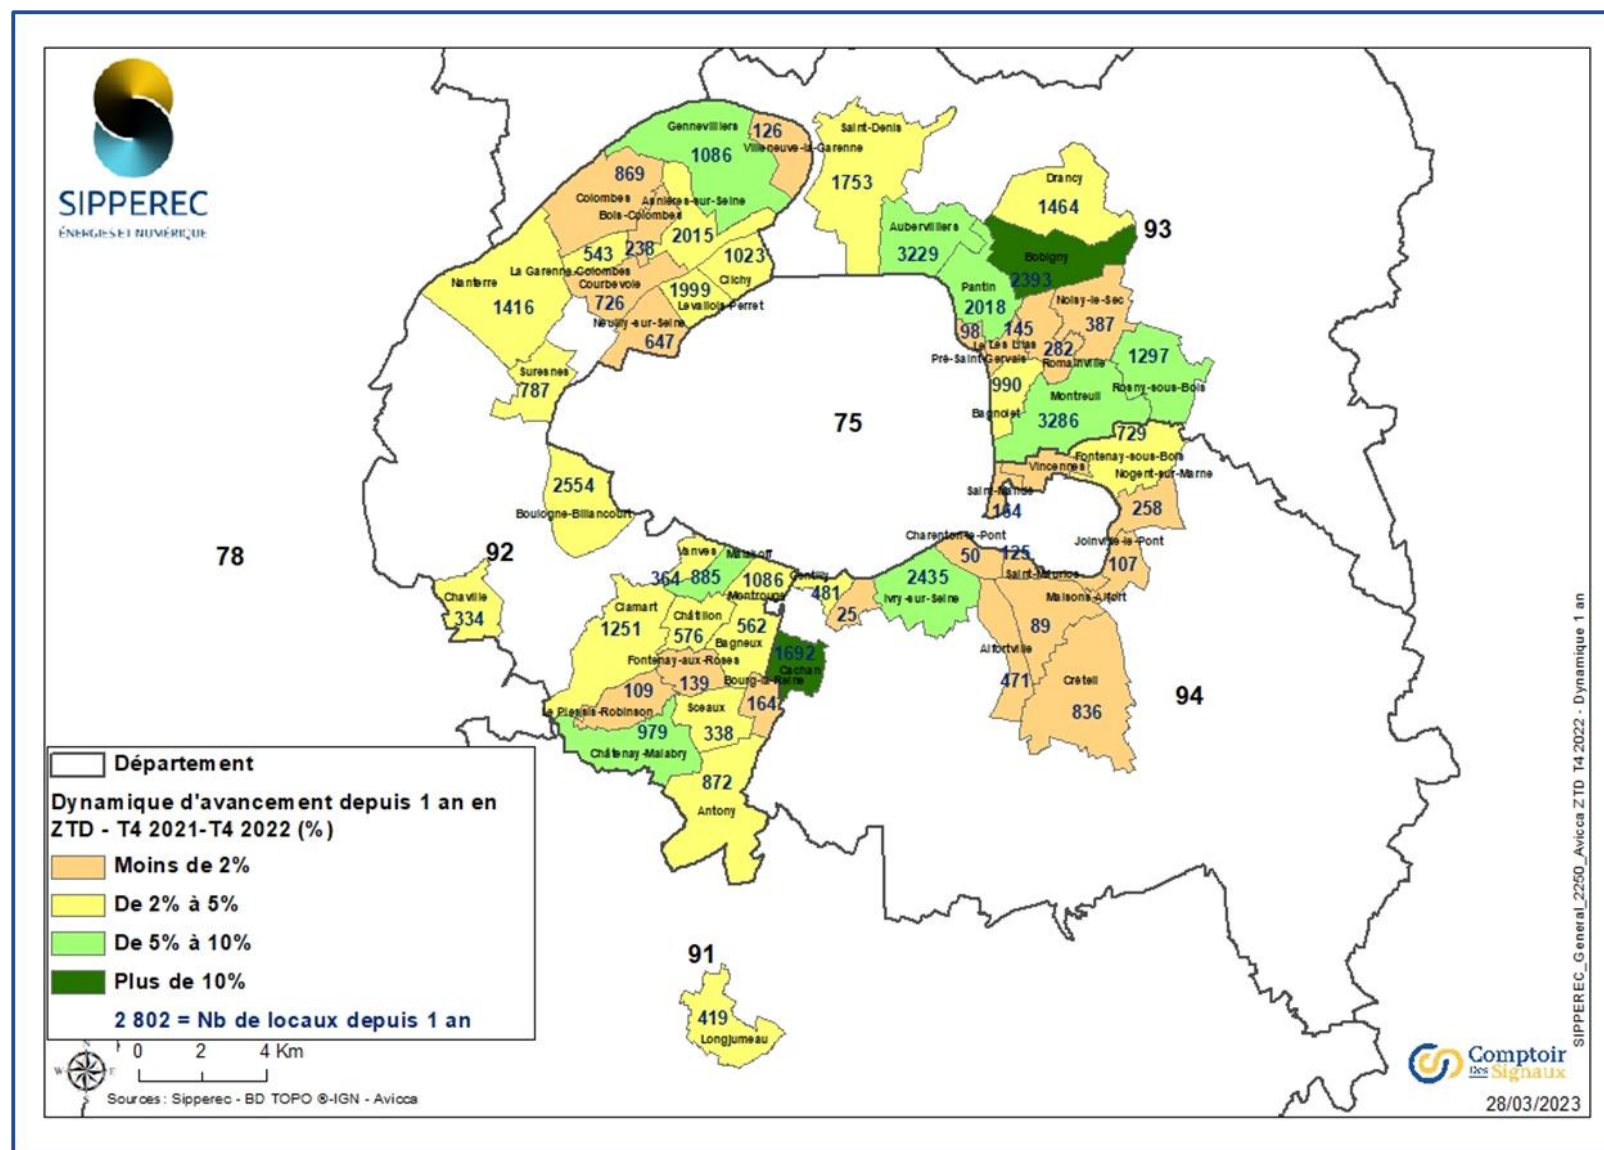 SIPPEREC
ÉNERGIES ET NUMÉRIQUE
Gennevilliers
126
Villeneuve-la-Garenne
1086
869
Colombes
Asnières-sur-Seine
Bois-Colombes
2015
543
238
1023
La Garenne-Colombes
Clichy
Courbevoie
1999
Levallois-Perret
726
Nanterre
1416
Neuilly-sur-Seine
647
Suresnes
787
Saint-Denis
1753
Drancy
1464
93
Aubervilliers
3229
Bobigny
2393
Pantin
2018
Noisy-le-Sec
387
98
145
Le
Les Lilas
282
Pré-Saint-Gervais
Romainville
1297
Rosny-sous-Bois
990
Bagnolet
Montreuil
3286
75
729
Fontenay-sous-Bois
Vincennes
Nogent-sur-Marne
Saint-Mandé
164
258
2554
Boulogne-Billancourt
78
92
Charenton-le-Pont
50
125
Joinville-le-Pont
107
Saint-Maurice
Maisons-Alfort
89
Chaville
334
Vanves
Malakoff
364
885
1086
Montrouge
Gentilly
481
25
2435
Ivry-sur-Seine
Clamart
1251
Châtillon
576
562
Bagneux
1692
Cachan
Fontenay-aux-Roses
139
Bourg-la-Reine
164
109
Le Plessis-Robinson
Sceaux
338
979
Châtenay-Malabry
872
Antony
Alfortville
471
Créteil
836
94
91
419
Longjumeau
Département
Dynamique d'avancement depuis 1 an en
ZTD - T4 2021-T4 2022 (%)
Moins de 2%
De 2% à 5%
De 5% à 10%
Plus de 10%
2 802 = Nb de locaux depuis 1 an
N
W
E
S
0 2 4 Km
Sources : Sipperec - BD TOPO ®-IGN - Avicca
SIPPEREC_General_2250_Avicca ZTD T4 2022 - Dynamique 1 an
Comptoir
Des Signaux
28/03/2023